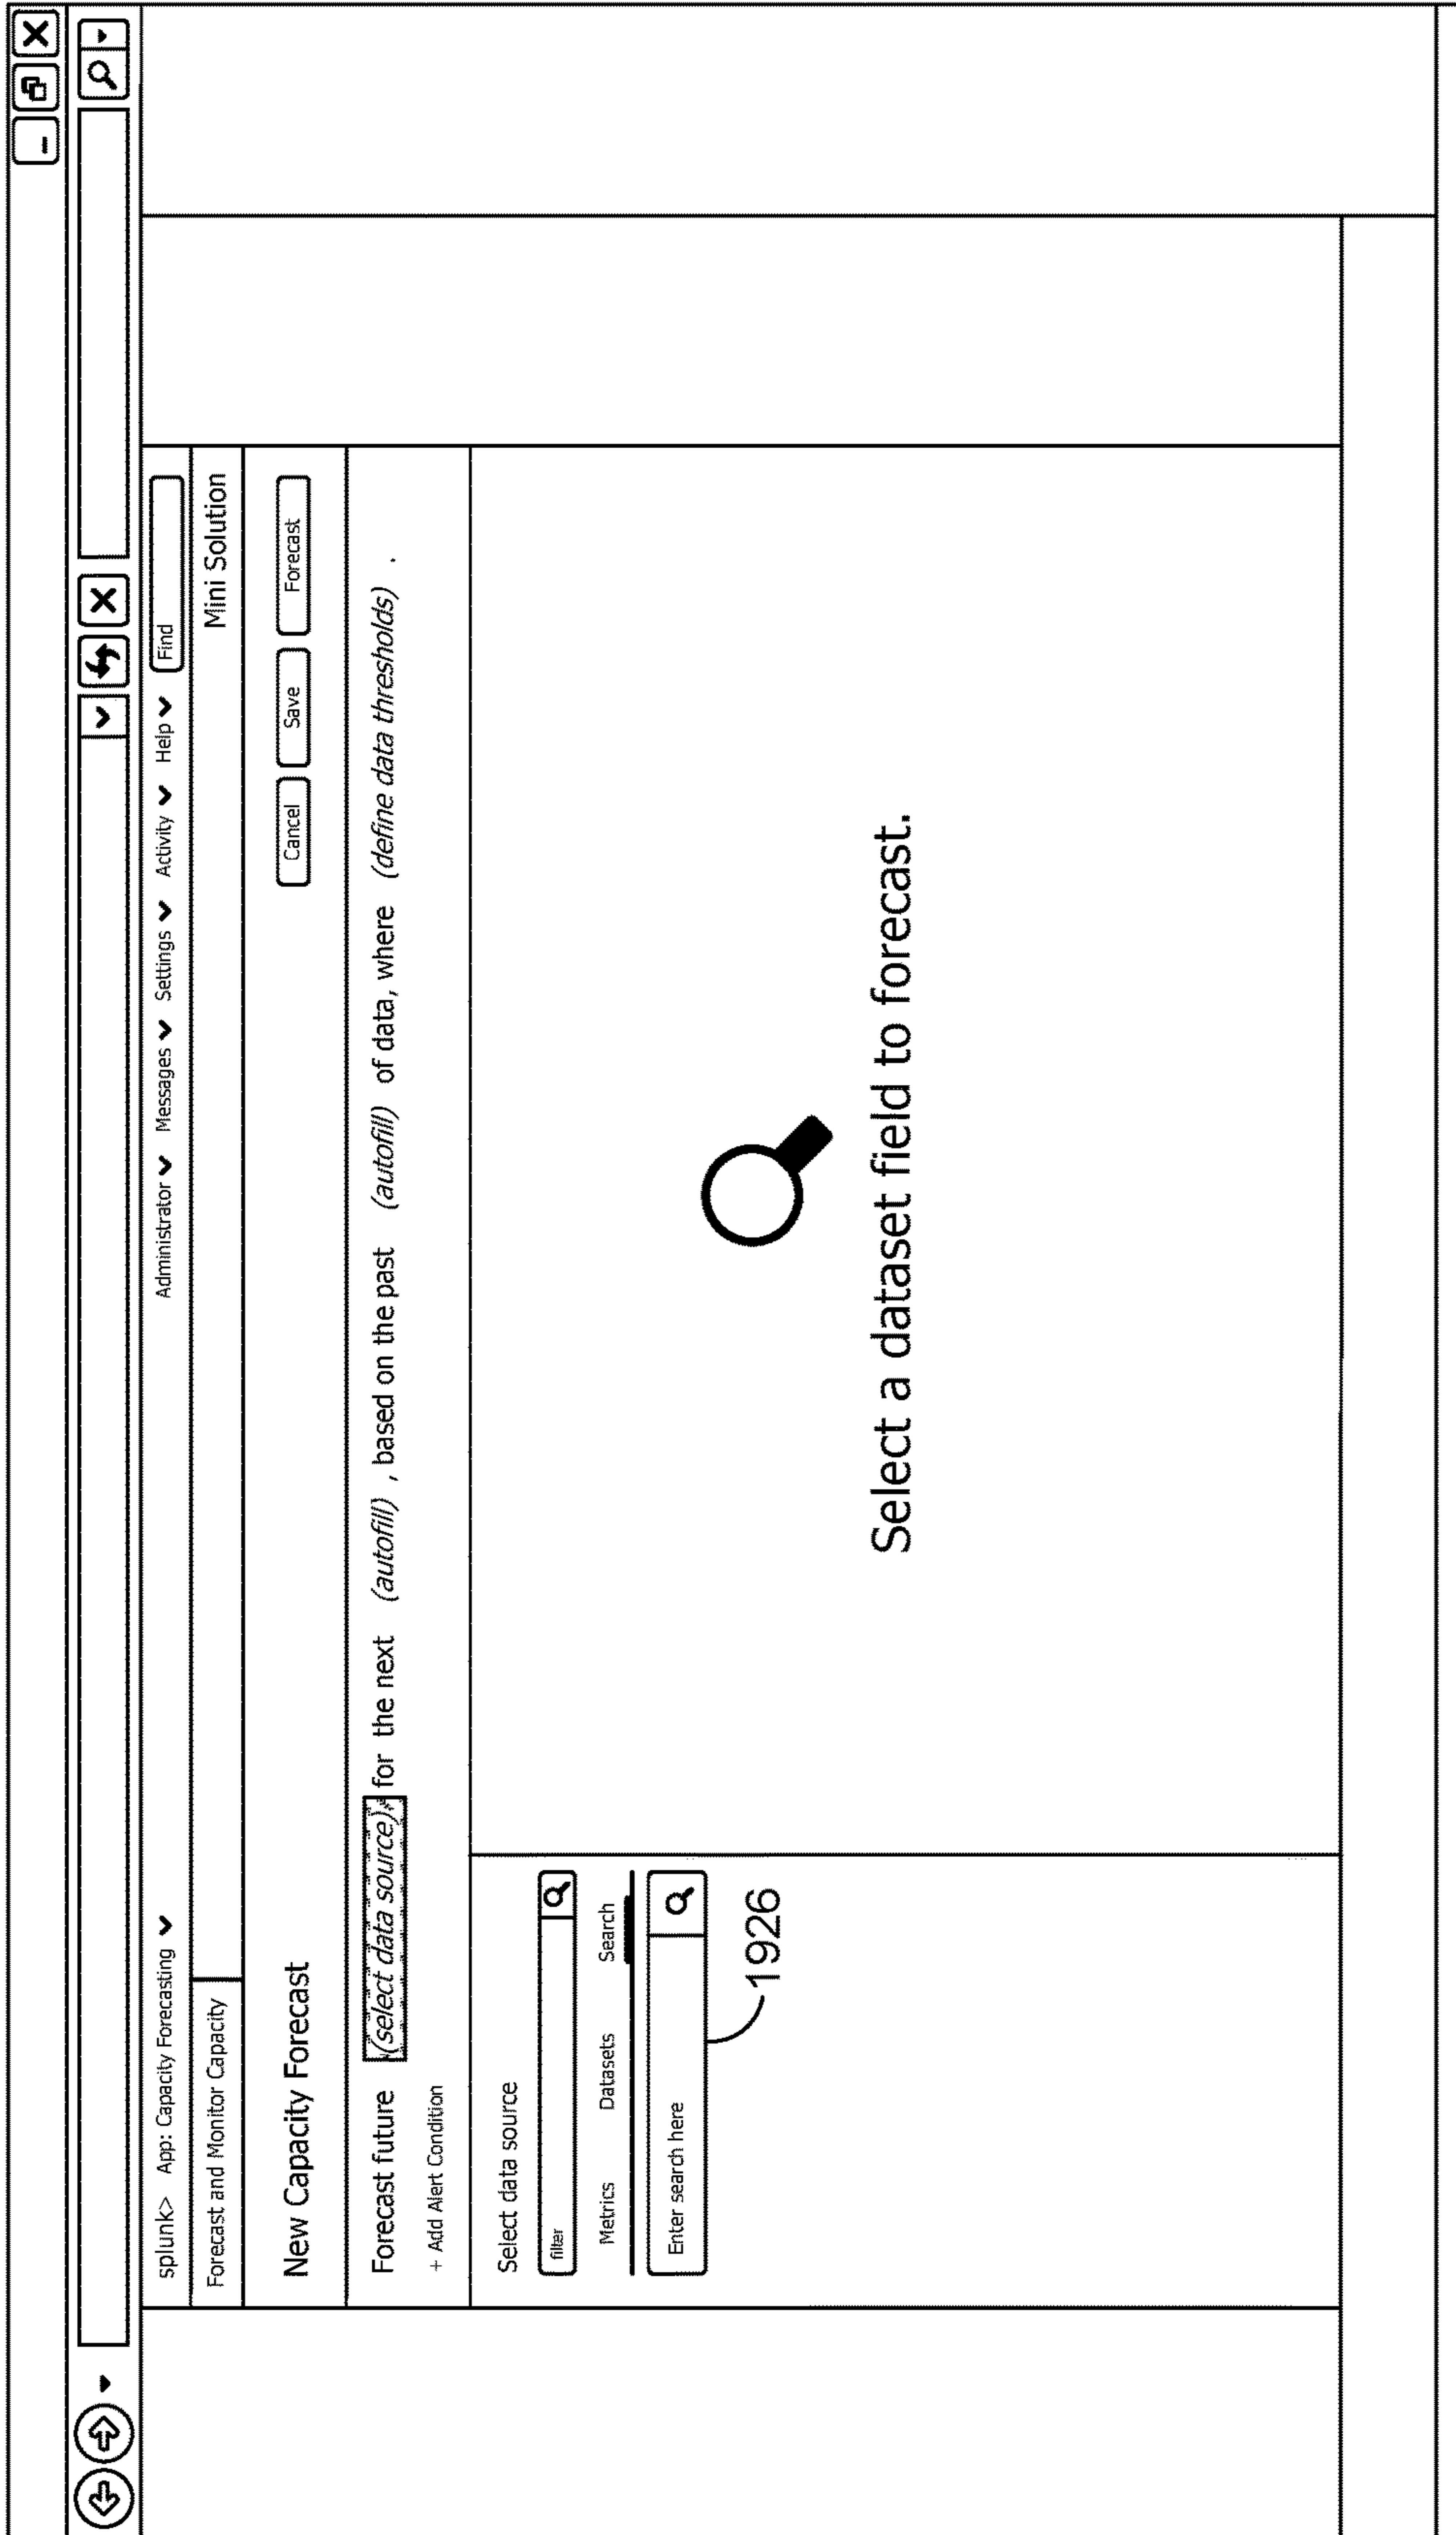 splunk> App: Capacity Forecasting Administrator Messages Settings Activity Help Find
Forecast and Monitor Capacity Mini Solution
New Capacity Forecast Cancel Save Forecast
Forecast future (select data source), for the next (autofill) , based on the past (autofill) of data, where (define data thresholds) .
+ Add Alert Condition
Select data source
filter
Metrics Datasets Search
Enter search here
1926
Select a dataset field to forecast.